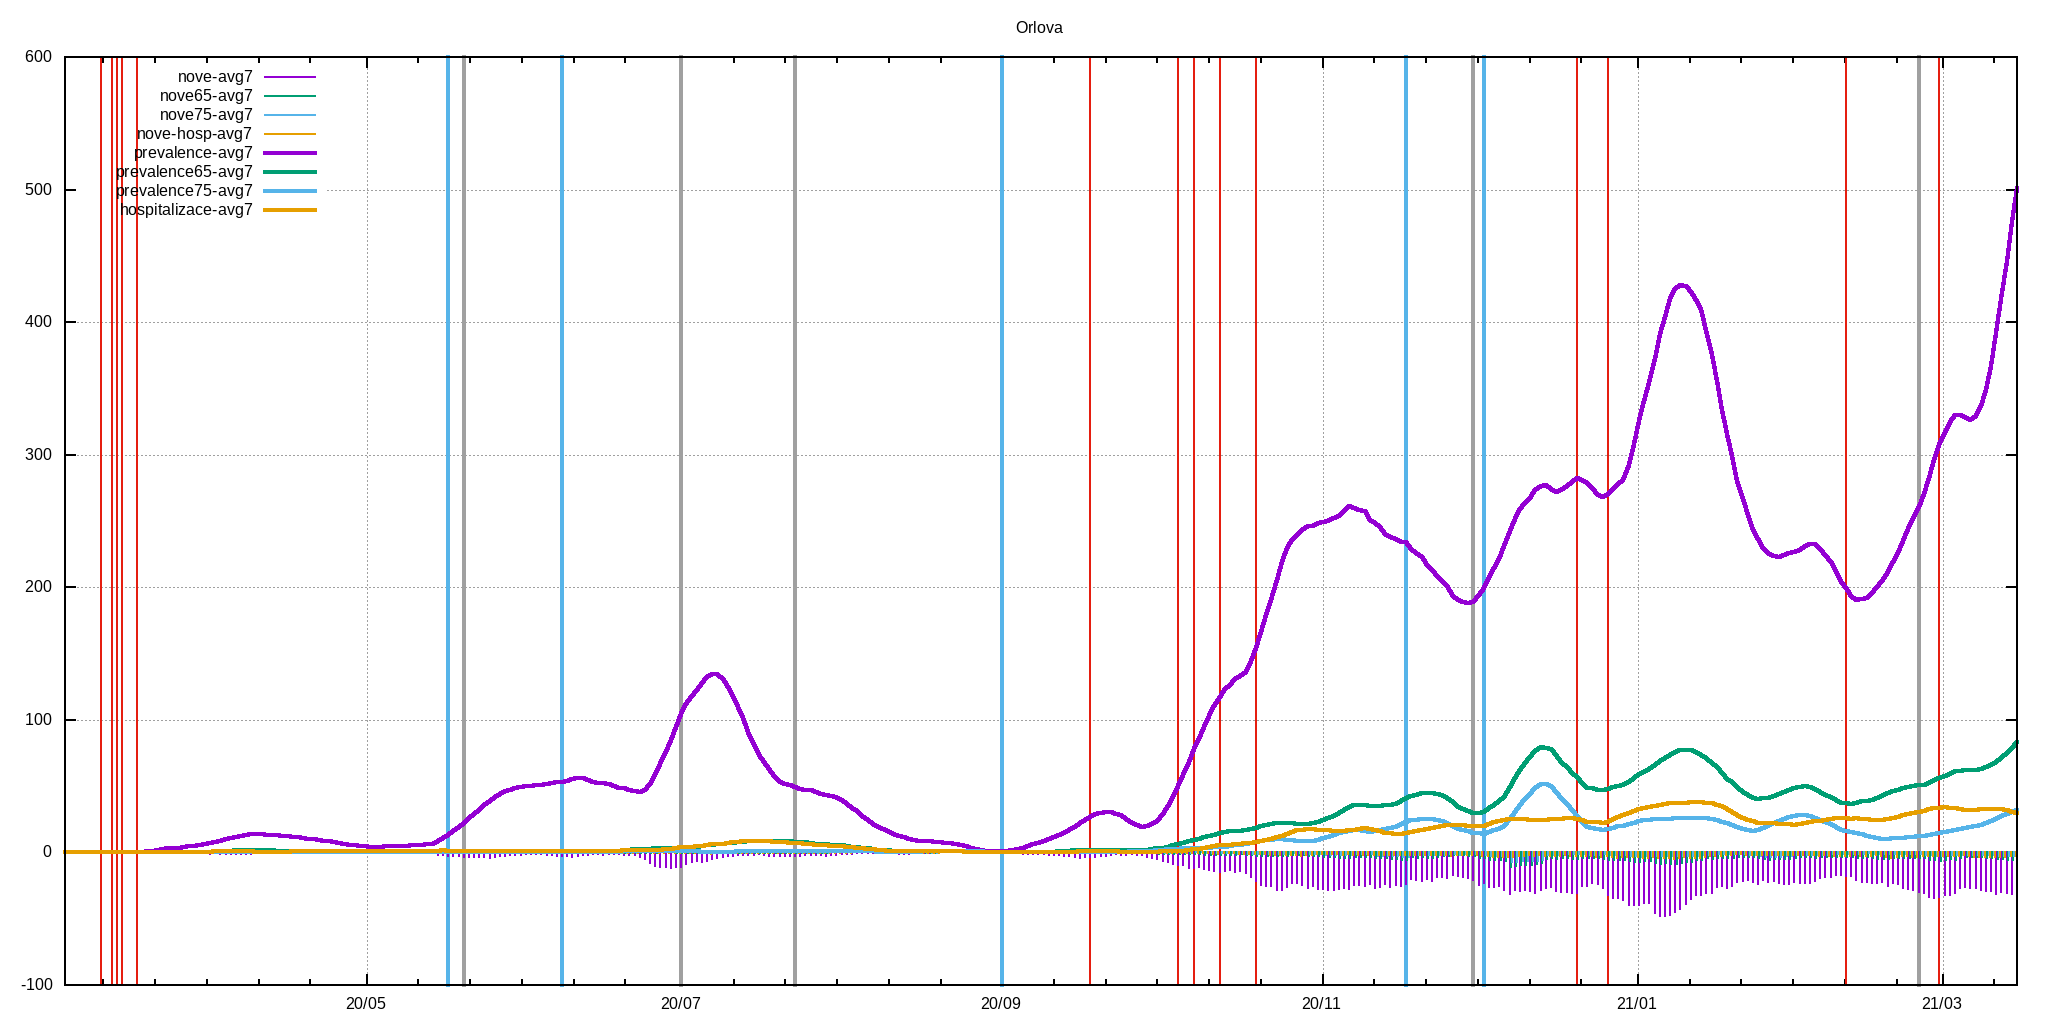 Orlova
600
500
400
300
200
100
0
-100
nove-avg7
nove65-avg7
nove75-avg7
nove-hosp-avg7
prevalence-avg7
prevalence65-avg7
prevalence75-avg7
hospitalizace-avg7
20/05
20/07
20/09
20/11
21/01
21/03